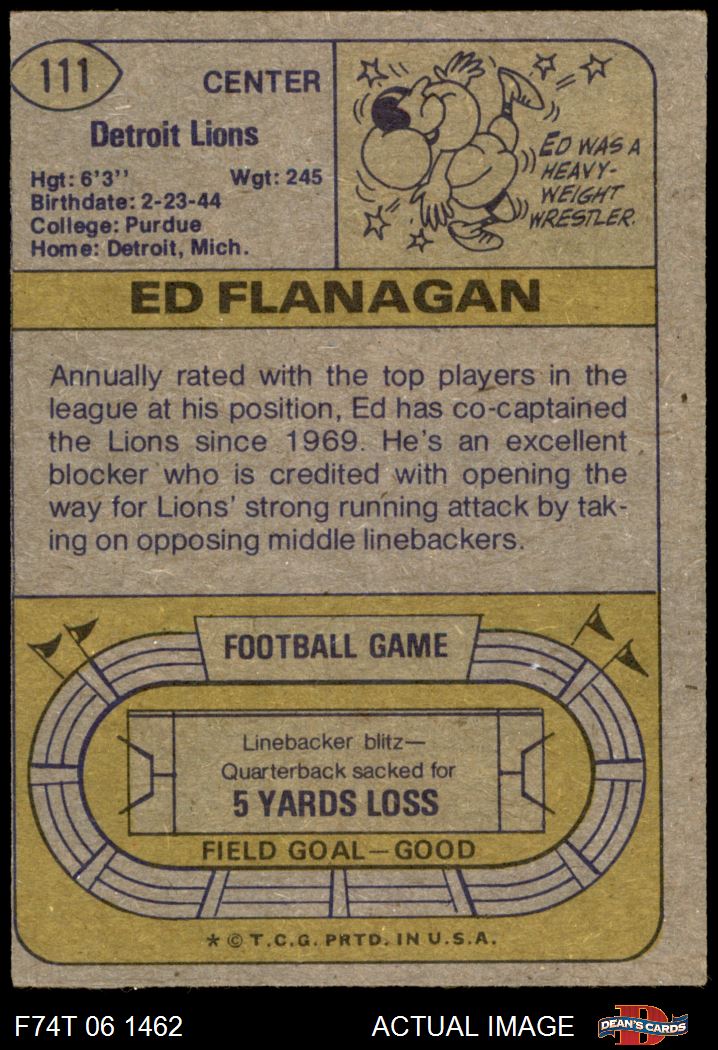 111
CENTER
Detroit Lions
Hgt: 6'3'' Wgt: 245
Birthdate: 2-23-44
College: Purdue
Home: Detroit, Mich.
ED WAS A
HEAVY-
WEIGHT
WRESTLER.
ED FLANAGAN
Annually rated with the top players in the
league at his position, Ed has co-captained
the Lions since 1969. He's an excellent
blocker who is credited with opening the
way for Lions' strong running attack by tak-
ing on opposing middle linebackers.
FOOTBALL GAME
Linebacker blitz—
Quarterback sacked for
5 YARDS LOSS
FIELD GOAL—GOOD
* © T.C.G. PRTD. IN U.S.A.
F74T 06 1462 ACTUAL IMAGE
D
DEAN'S CARDS